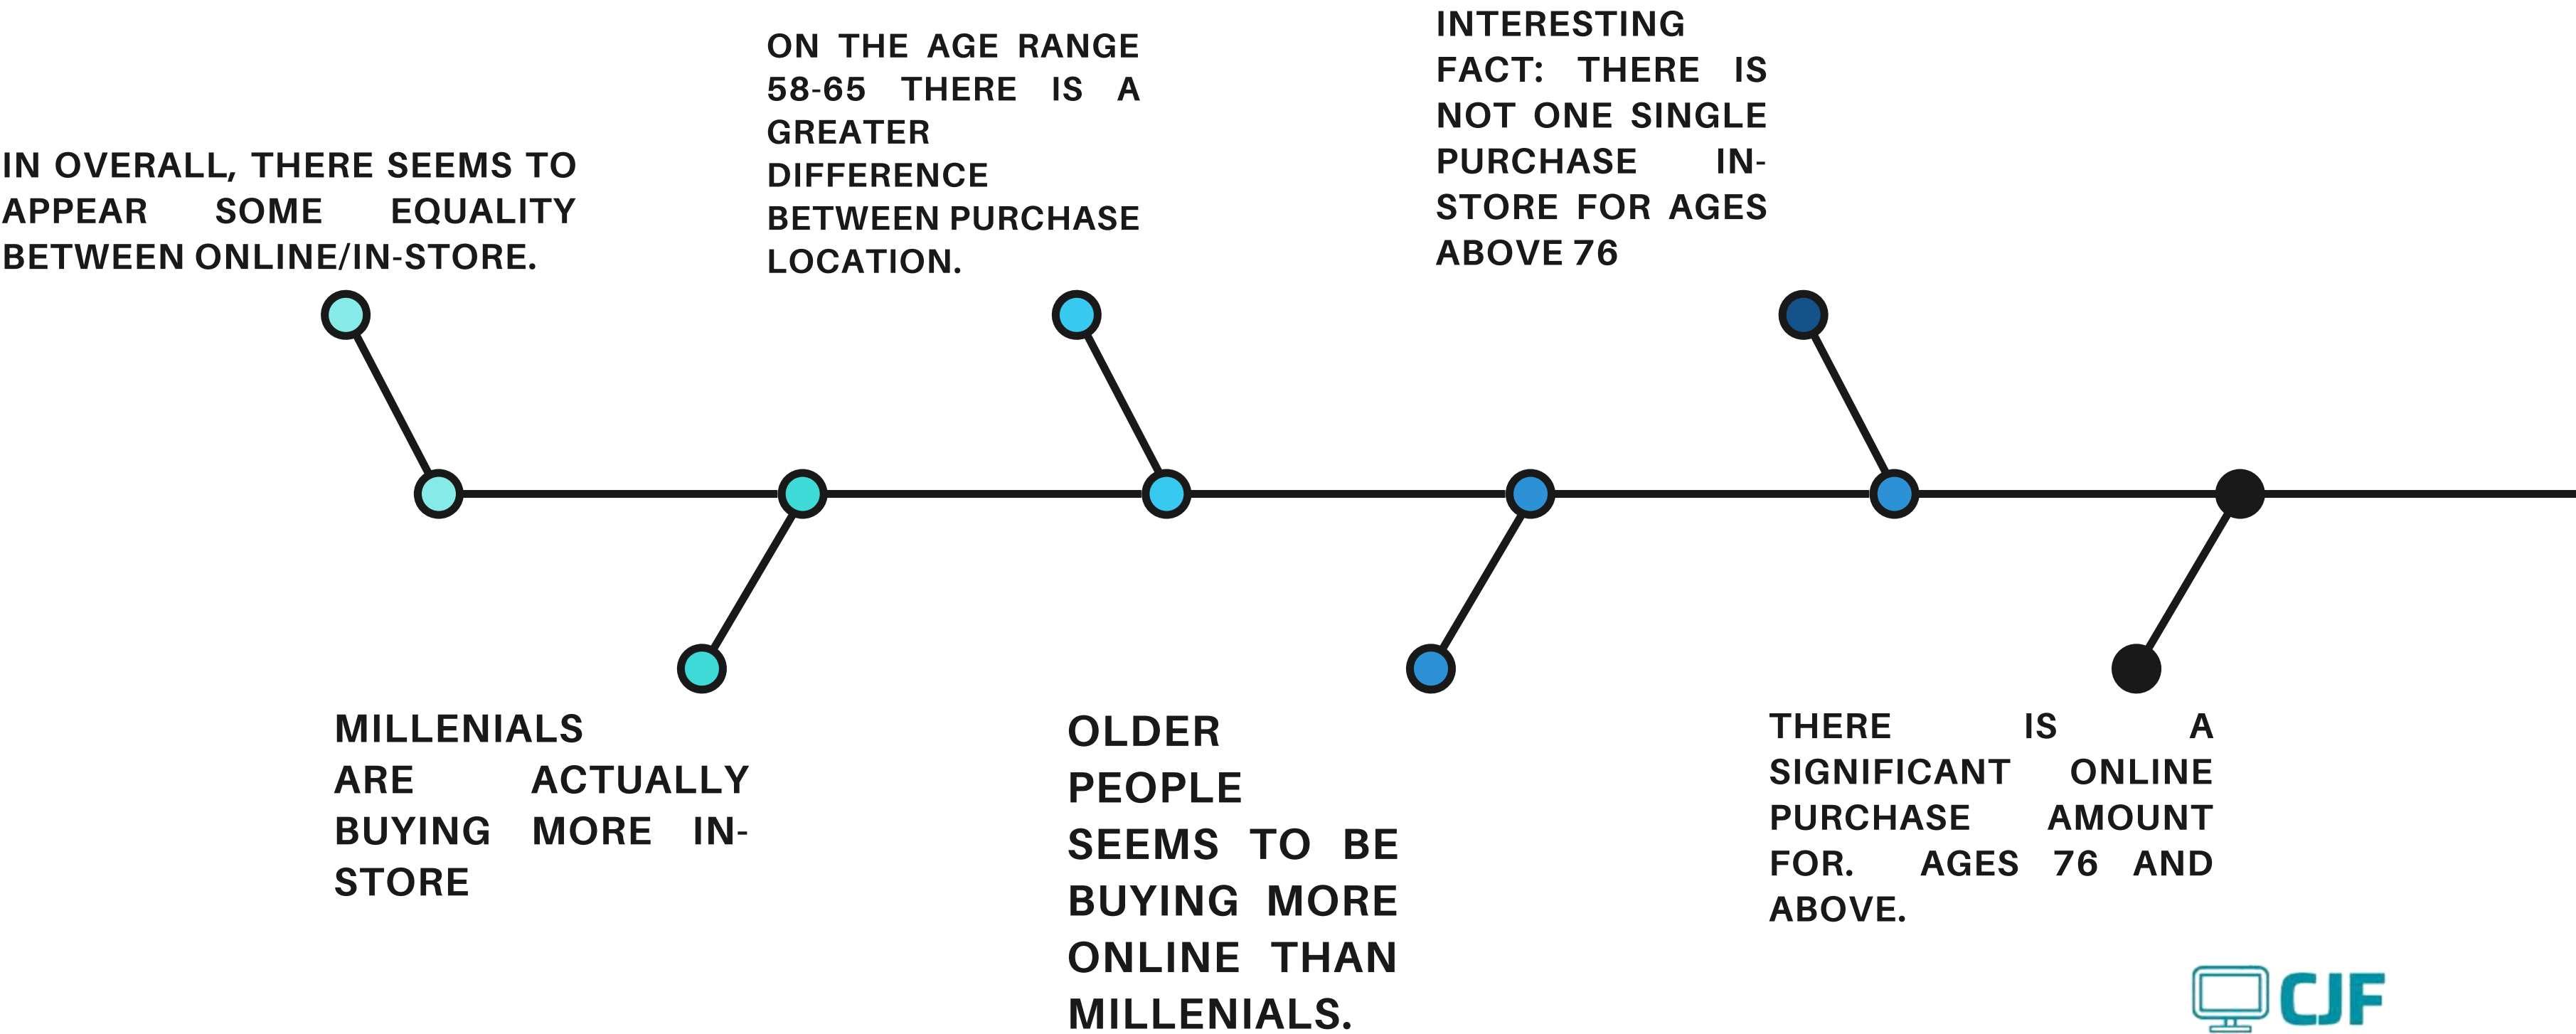 IN OVERALL, THERE SEEMS TO
APPEAR SOME EQUALITY
BETWEEN ONLINE/IN-STORE.
MILLENIALS
ARE ACTUALLY
BUYING MORE IN-
STORE
ON THE AGE RANGE
58-65 THERE IS A
GREATER
DIFFERENCE
BETWEEN PURCHASE
LOCATION.
OLDER
PEOPLE
SEEMS TO BE
BUYING MORE
ONLINE THAN
MILLENIALS.
INTERESTING
FACT: THERE IS
NOT ONE SINGLE
PURCHASE IN-
STORE FOR AGES
ABOVE 76
THERE IS A
SIGNIFICANT ONLINE
PURCHASE AMOUNT
FOR. AGES 76 AND
ABOVE.
CJF